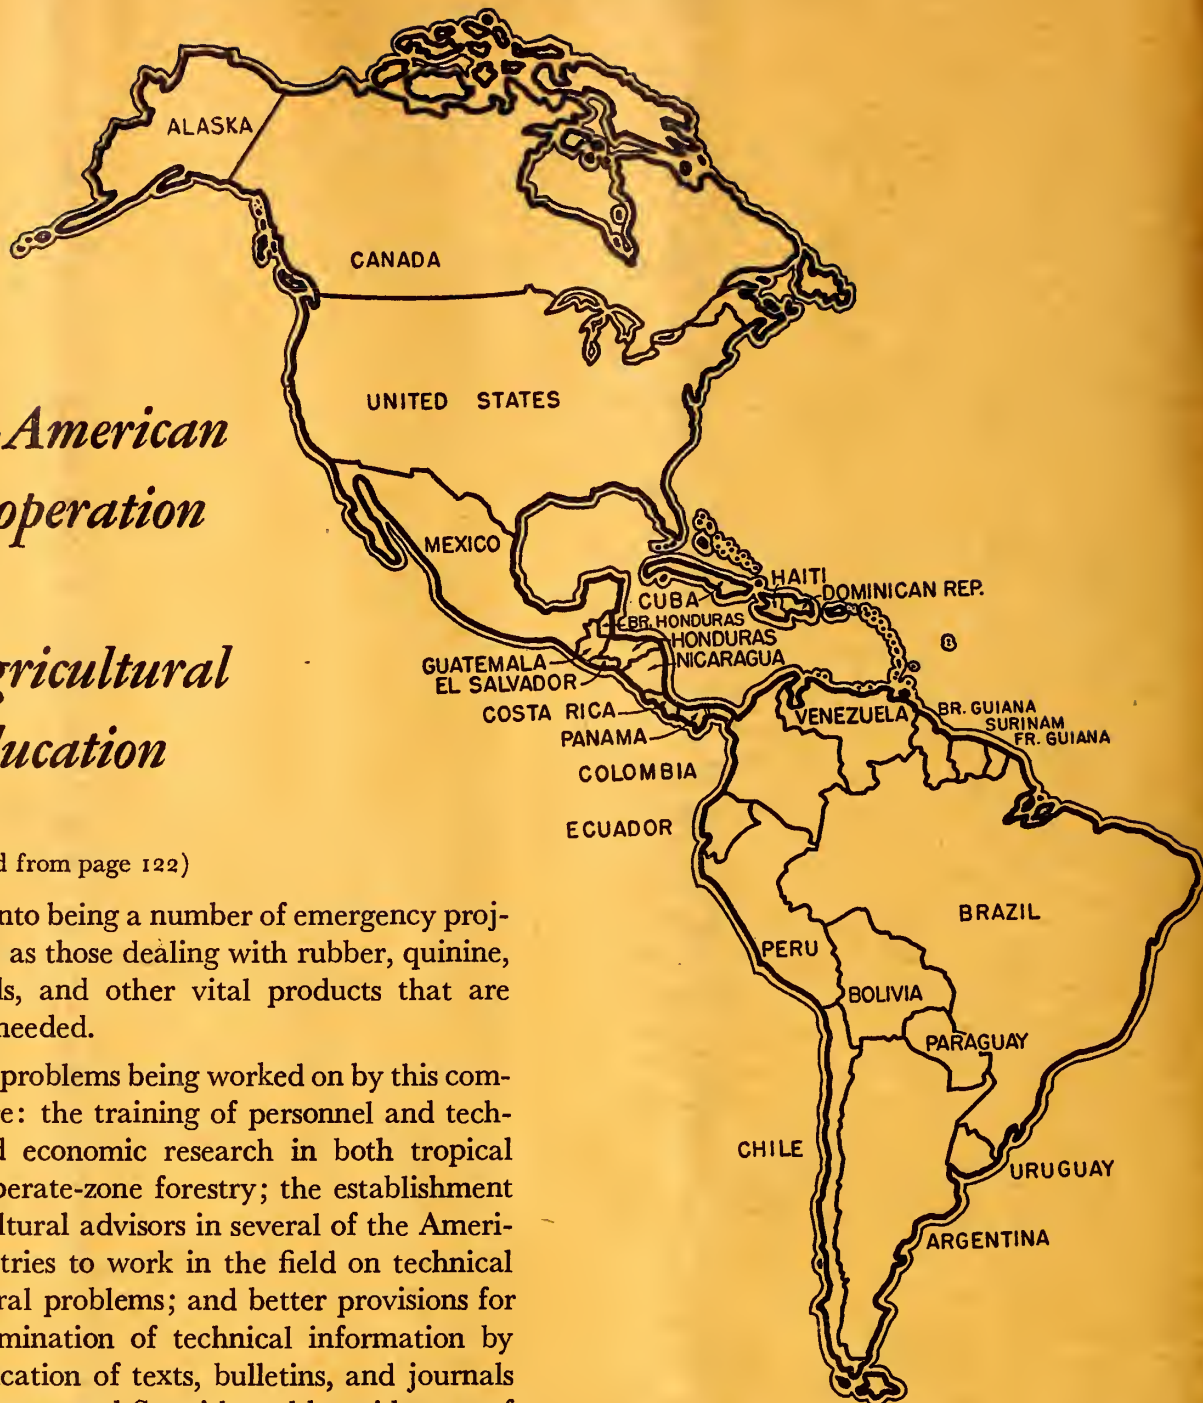 -American
operation
gricultural
ducation
d from page 122)
nto being a number of emergency proj-
as those dealing with rubber, quinine,
ls, and other vital products that are
needed.
problems being worked on by this com-
e: the training of personnel and tech-
d economic research in both tropical
perate-zone forestry; the establishment
ltural advisors in several of the Ameri-
tries to work in the field on technical
ral problems; and better provisions for
mination of technical information by
cation of texts, bulletins, and journals
ALASKA
CANADA
UNITED STATES
MEXICO
HAITI
CUBA
DOMINICAN REP.
BR. HONDURAS
HONDURAS
GUATEMALA
NICARAGUA
EL SALVADOR
COSTA RICA
PANAMA
VENEZUELA
BR. GUIANA
SURINAM
FR. GUIANA
COLOMBIA
ECUADOR
BRAZIL
PERU
BOLIVIA
PARAGUAY
CHILE
URUGUAY
ARGENTINA